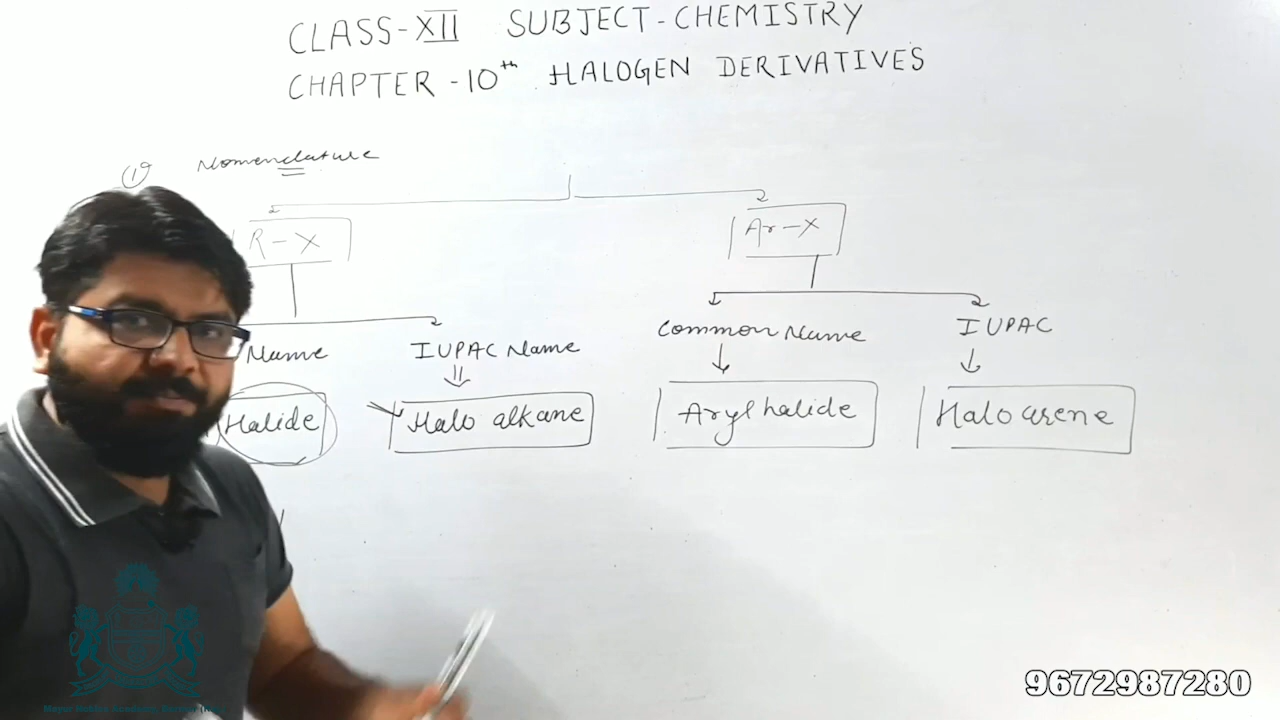 CLASS-XII SUBJECT-CHEMISTRY
CHAPTER-10th HALOGEN DERIVATIVES
① Nomenclature
R-X
Ar-X
Name
IUPAC Name
Common Name
IUPAC
Halide
Halo alkane
Aryl halide
Halo arene
9672987280